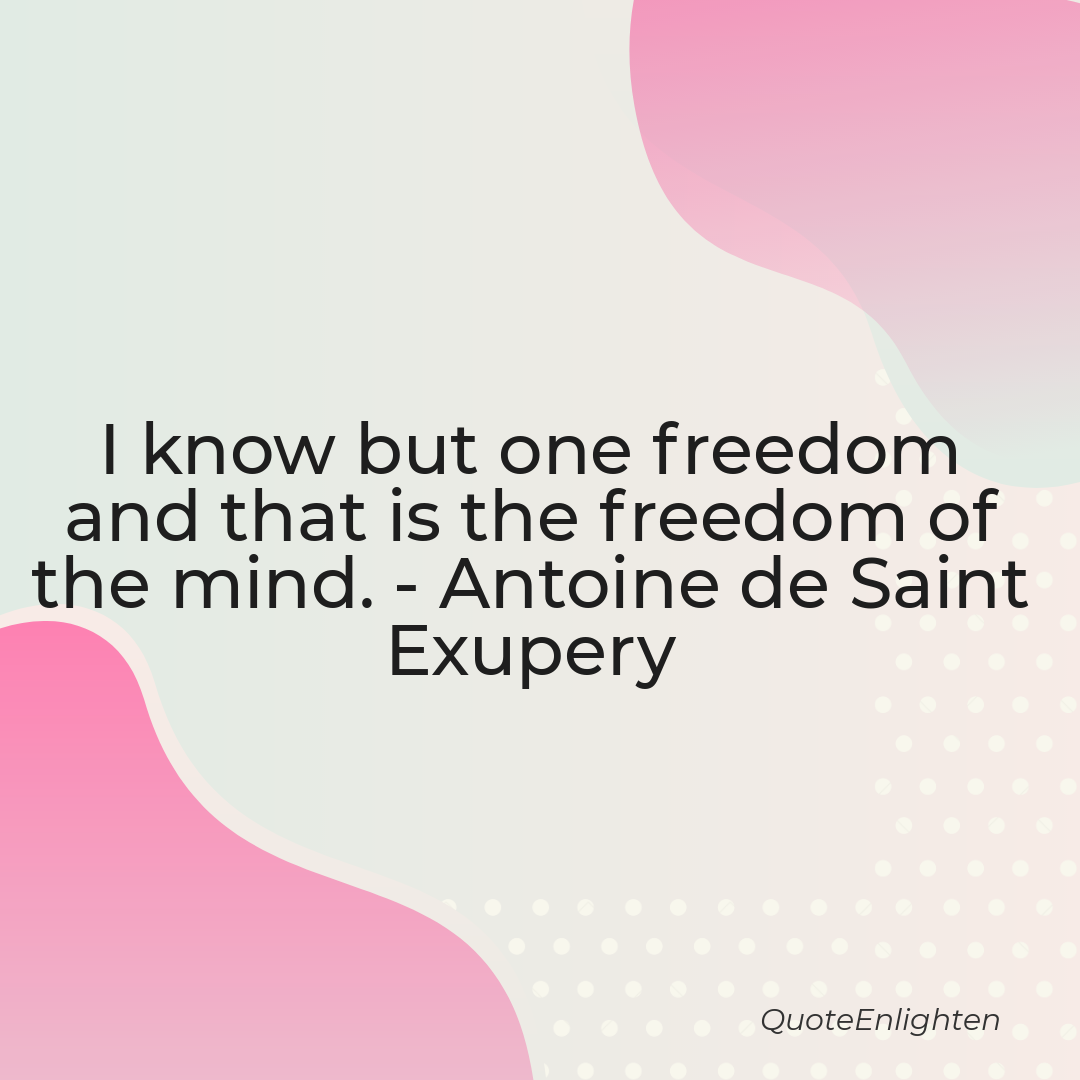 I know but one freedom
and that is the freedom of
the mind. - Antoine de Saint
Exupery
QuoteEnlighten